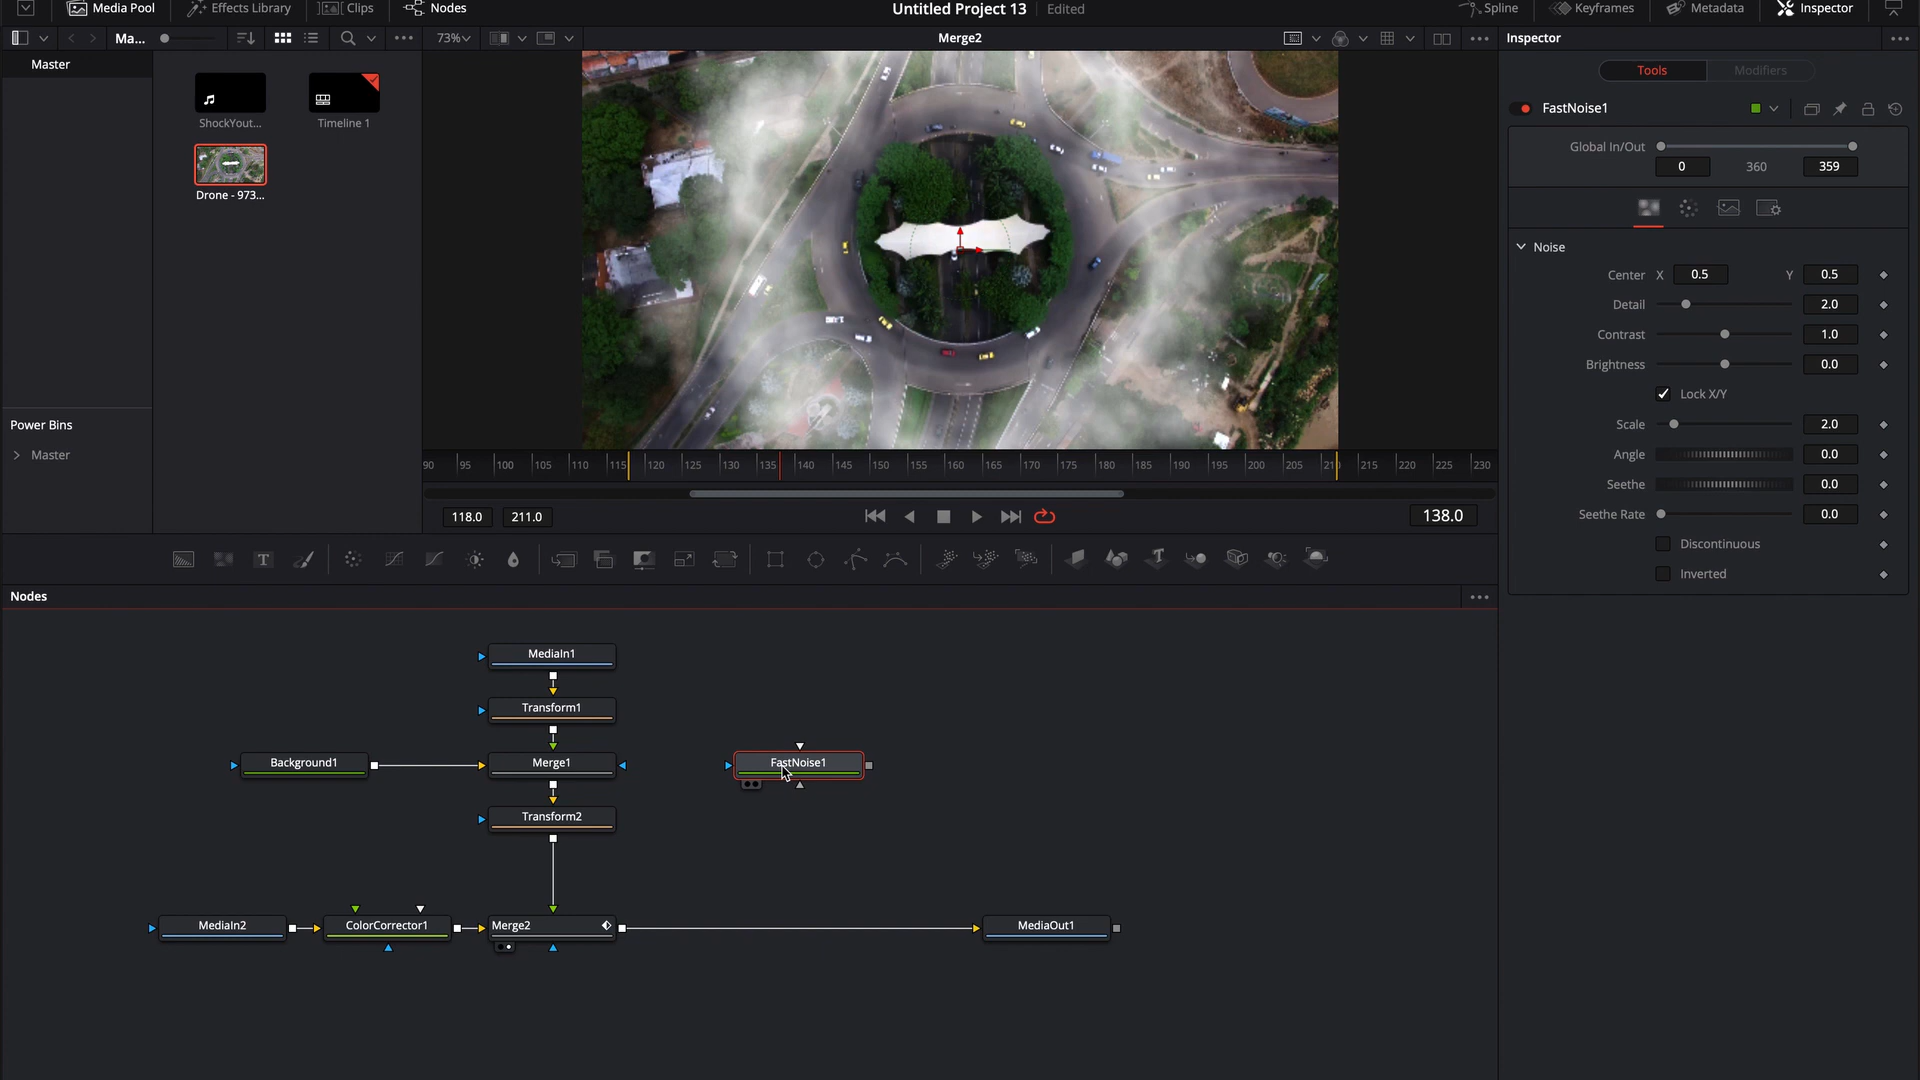 Media Pool Effects Library Clips Nodes Untitled Project 13 Edited Spline Keyframes Metadata Inspector
Ma... 73% Merge2 Inspector
Master
Tools Modifiers
ShockYout... Timeline 1
FastNoise1
Drone - 973...
Global In/Out
0 360 359
Noise
Center X 0.5 Y 0.5
Detail 2.0
Contrast 1.0
Brightness 0.0
Lock X/Y
Scale 2.0
Angle 0.0
Seethe 0.0
Seethe Rate 0.0
Discontinuous
Inverted
Power Bins
Master
90 95 100 105 110 115 120 125 130 135 140 145 150 155 160 165 170 175 180 185 190 195 200 205 21 215 220 225 230
118.0 211.0 138.0
Nodes
MediaIn1
Transform1
Background1 Merge1 FastNoise1
Transform2
MediaIn2 ColorCorrector1 Merge2 MediaOut1